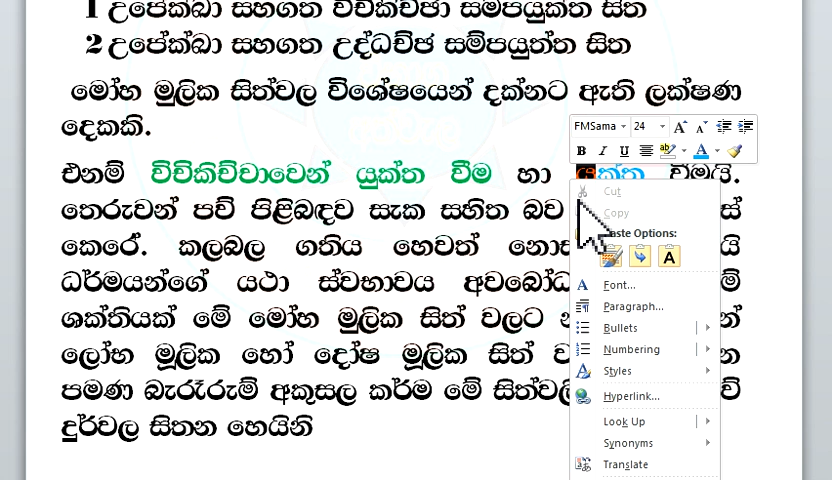 1 උපේක්ඛා සහගත විචිකිච්ඡා සම්පයුක්ත සිත
2 උපේක්ඛා සහගත උද්ධච්ඡ සම්පයුත්ත සිත
මෝහ මූලික සිත්වල විශේෂයෙන් දක්නට ඇති ලක්ෂණ
දෙකකි.
FMSama 24
B I U
එනම් විචිකිච්චාවෙන් යුක්ත වීම හා යුක්ත වීමයි.
තෙරුවන් පව් පිළිබඳව සැක සහිත බව
කෙරේ. කලබල ගතිය හෙවත්
ධර්මයන්ගේ යථා ස්වභාවය
ශක්තියක් මේ මෝහ මූලික සිත් වලට
ලෝභ මූලික හෝ දෝෂ මූලික සිත්
පමණ බැරෑරුම් අකුසල කර්ම මේ
දුර්වල සිතන හෙයිනි
Cut
Copy
Paste Options:
Font...
Paragraph...
Bullets
Numbering
Styles
Hyperlink...
Look Up
Synonyms
Translate